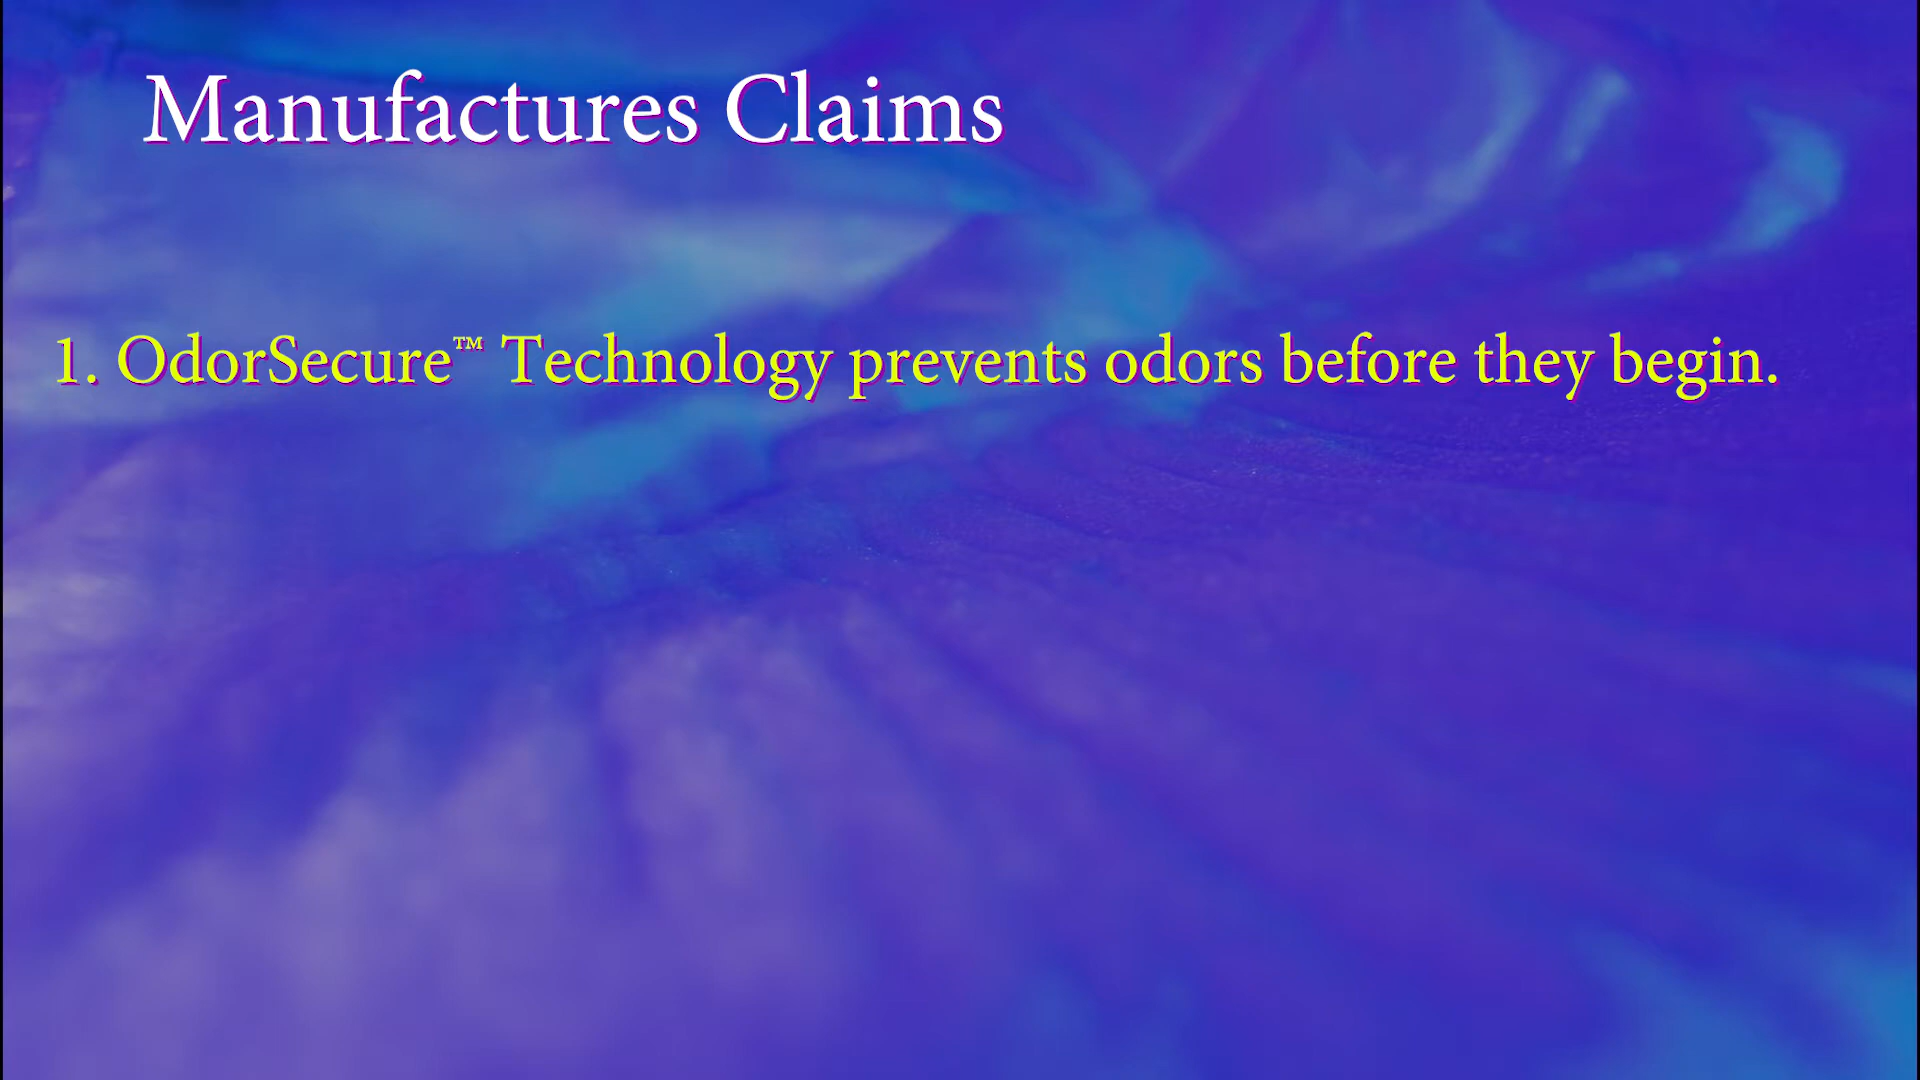 Manufactures Claims
1. OdorSecure™ Technology prevents odors before they begin.